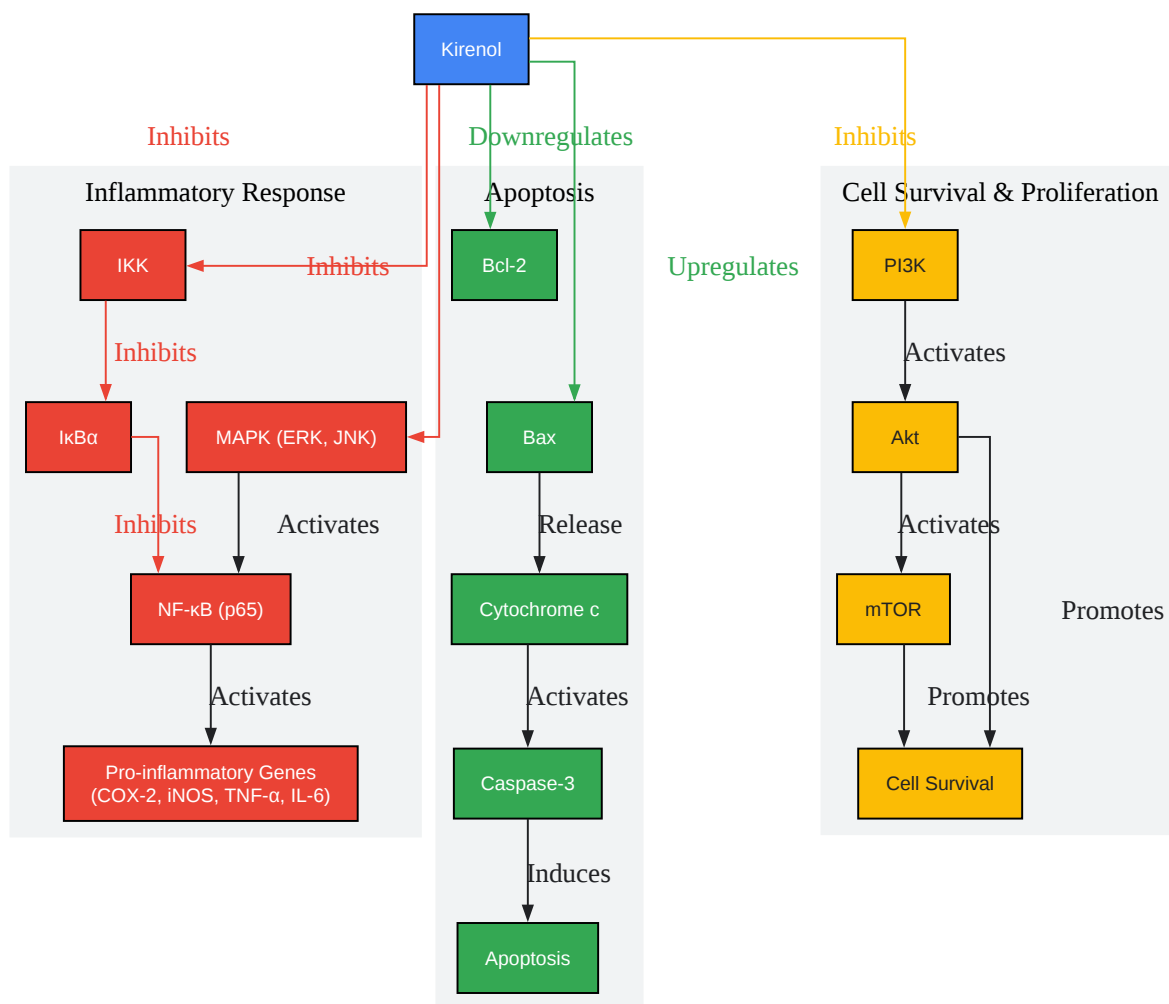 Kirenol
Inhibits
Downregulates
Inhibits
Inflammatory Response
Apoptosis
Cell Survival & Proliferation
IKK
Inhibits
Bcl-2
Upregulates
PI3K
Inhibits
Activates
IκBα
MAPK (ERK, JNK)
Bax
Akt
Inhibits
Activates
Release
Activates
NF-κB (p65)
Cytochrome c
mTOR
Promotes
Activates
Activates
Promotes
Pro-inflammatory Genes
(COX-2, iNOS, TNF-α, IL-6)
Caspase-3
Cell Survival
Induces
Apoptosis